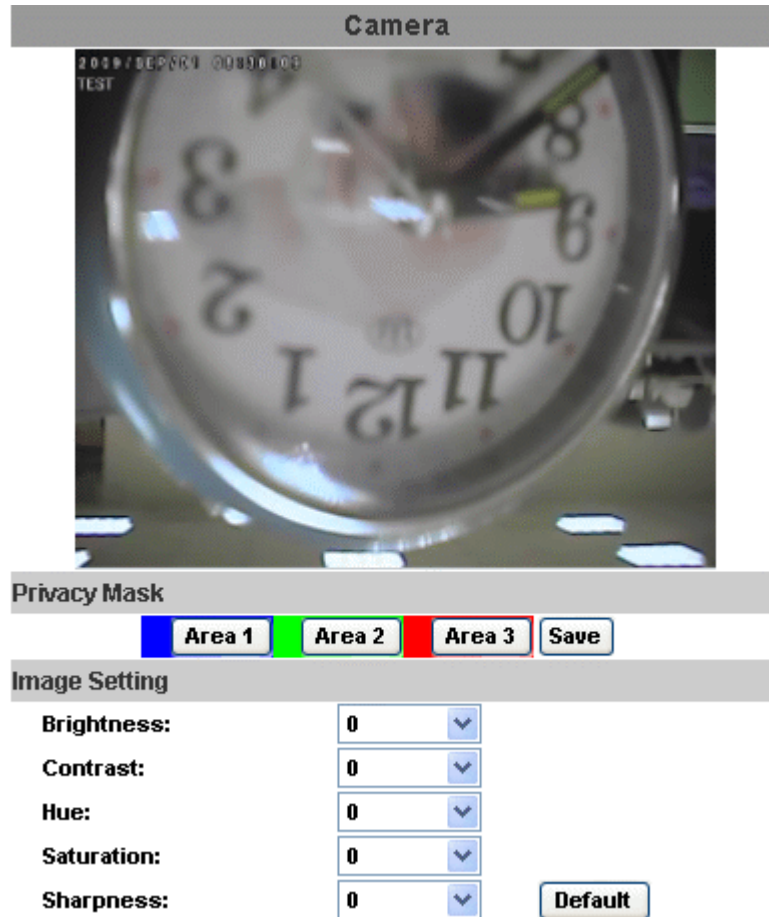 Camera
TEST
4
3
8
9
2
10
1
11
12
Privacy Mask
Area 1 Area 2 Area 3 Save
Image Setting
Brightness: 0
Contrast: 0
Hue: 0
Saturation: 0
Sharpness: 0 Default